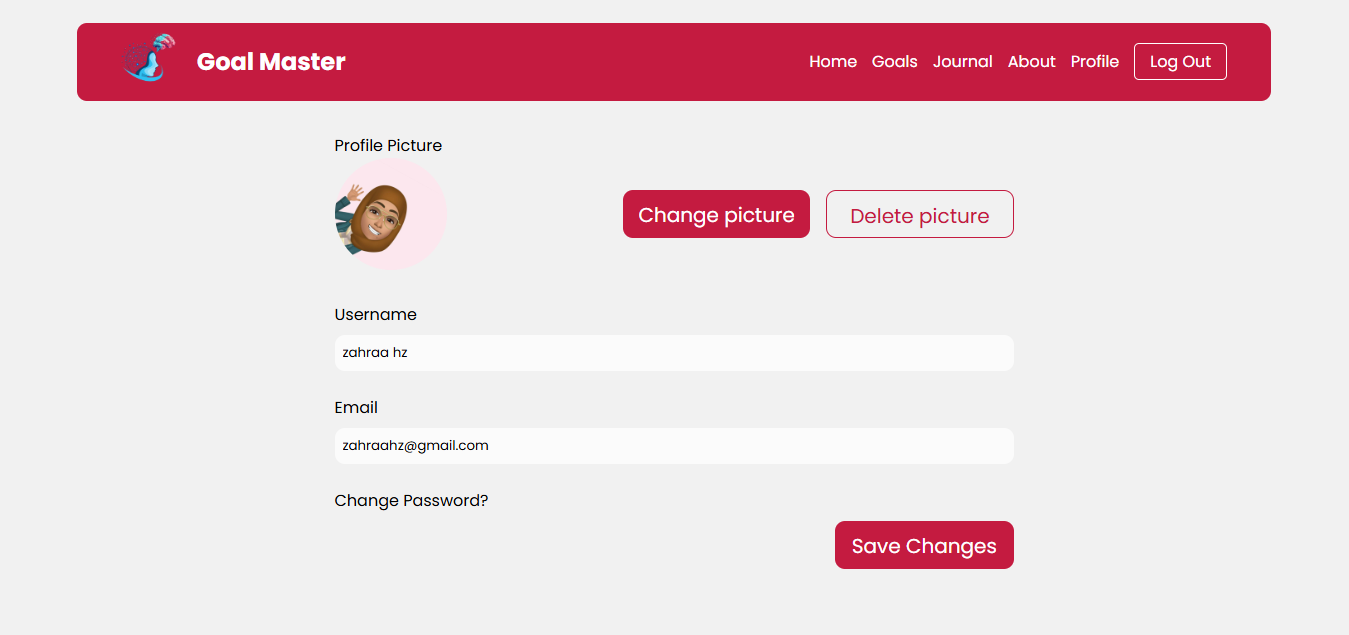 Goal Master Home Goals Journal About Profile Log Out
Profile Picture
Change picture Delete picture
Username
zahraa hz
Email
zahraahz@gmail.com
Change Password?
Save Changes